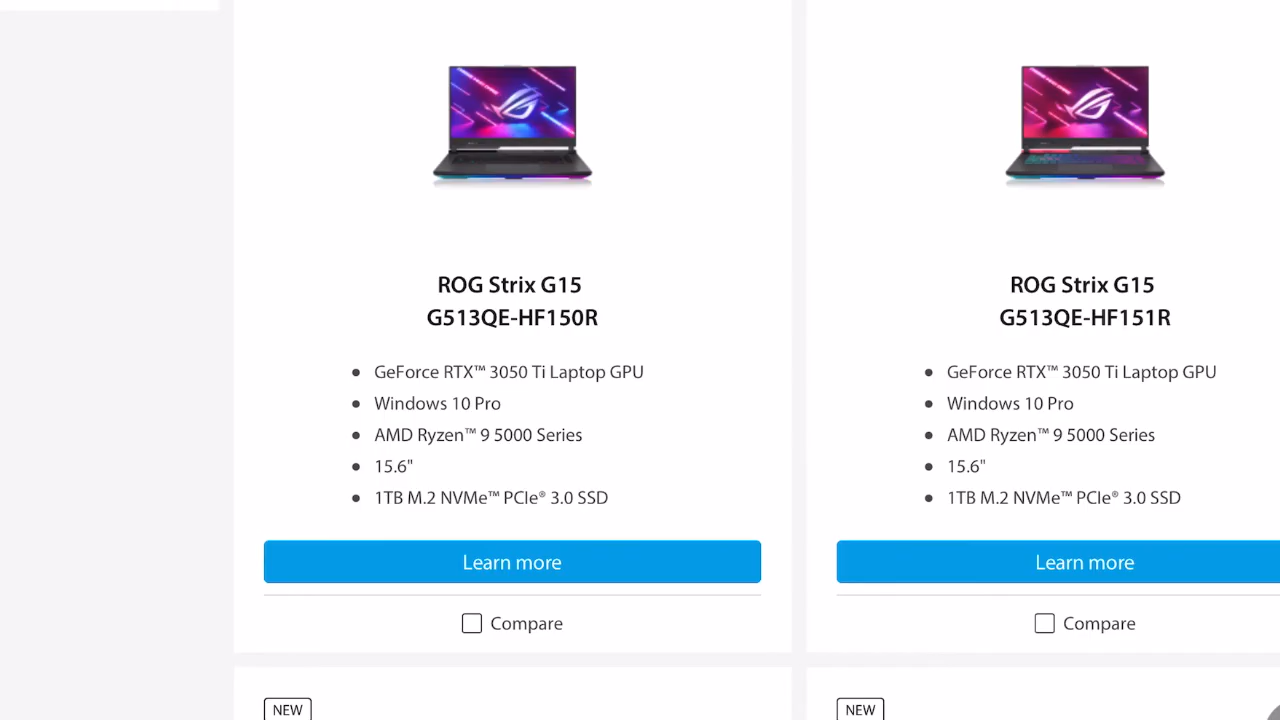 ROG Strix G15
G513QE-HF150R
• GeForce RTX™ 3050 Ti Laptop GPU
• Windows 10 Pro
• AMD Ryzen™ 9 5000 Series
• 15.6"
• 1TB M.2 NVMe™ PCIe® 3.0 SSD
Learn more
Compare
NEW
ROG Strix G15
G513QE-HF151R
• GeForce RTX™ 3050 Ti Laptop GPU
• Windows 10 Pro
• AMD Ryzen™ 9 5000 Series
• 15.6"
• 1TB M.2 NVMe™ PCIe® 3.0 SSD
Learn more
Compare
NEW